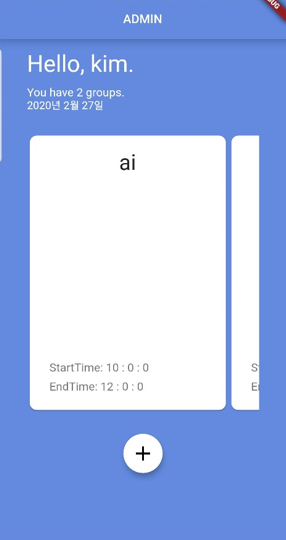 ADMIN
Hello, kim.
You have 2 groups.
2020년 2월 27일
ai
StartTime: 10 : 0 : 0
EndTime: 12 : 0 : 0